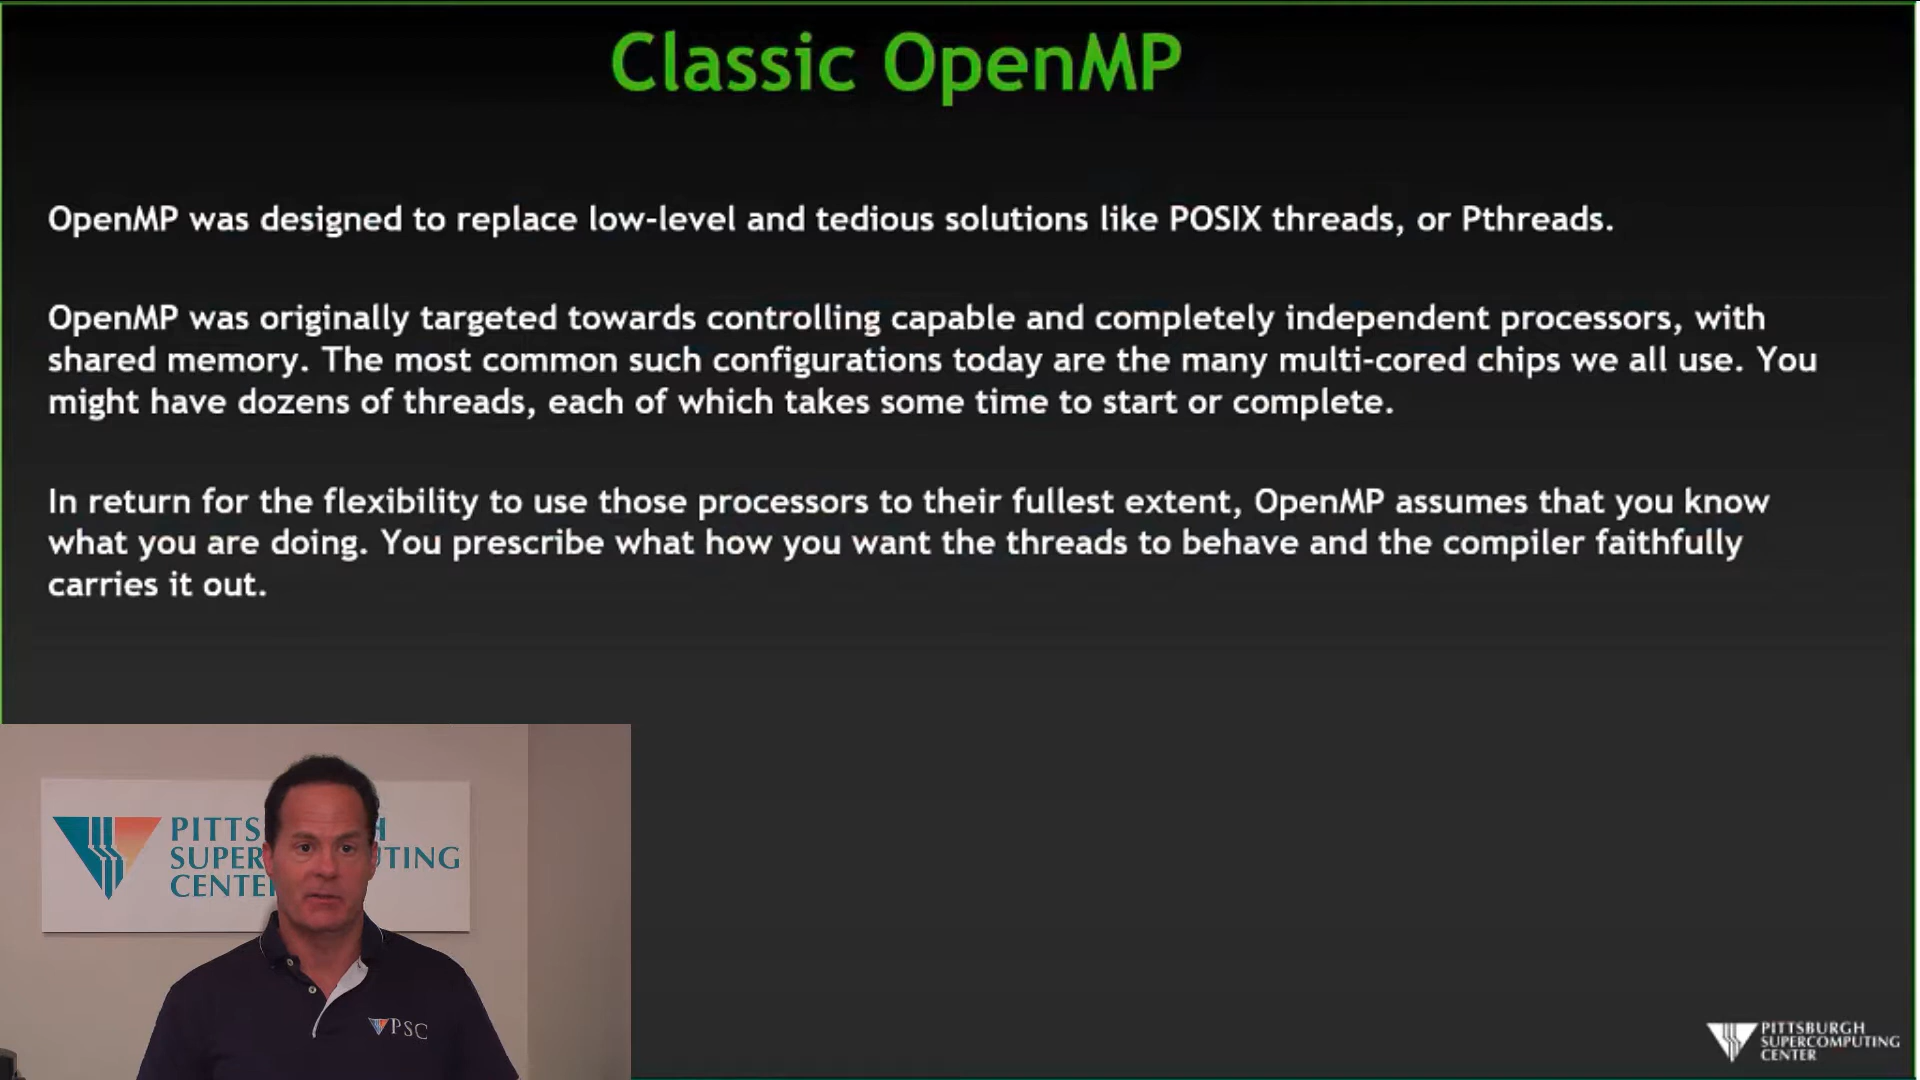 Classic OpenMP
OpenMP was designed to replace low-level and tedious solutions like POSIX threads, or Pthreads.
OpenMP was originally targeted towards controlling capable and completely independent processors, with
shared memory. The most common such configurations today are the many multi-cored chips we all use. You
might have dozens of threads, each of which takes some time to start or complete.
In return for the flexibility to use those processors to their fullest extent, OpenMP assumes that you know
what you are doing. You prescribe what how you want the threads to behave and the compiler faithfully
carries it out.
PITTS H
SUPER UTING
CENTE
PSC
PITTSBURGH
SUPERCOMPUTING
CENTER